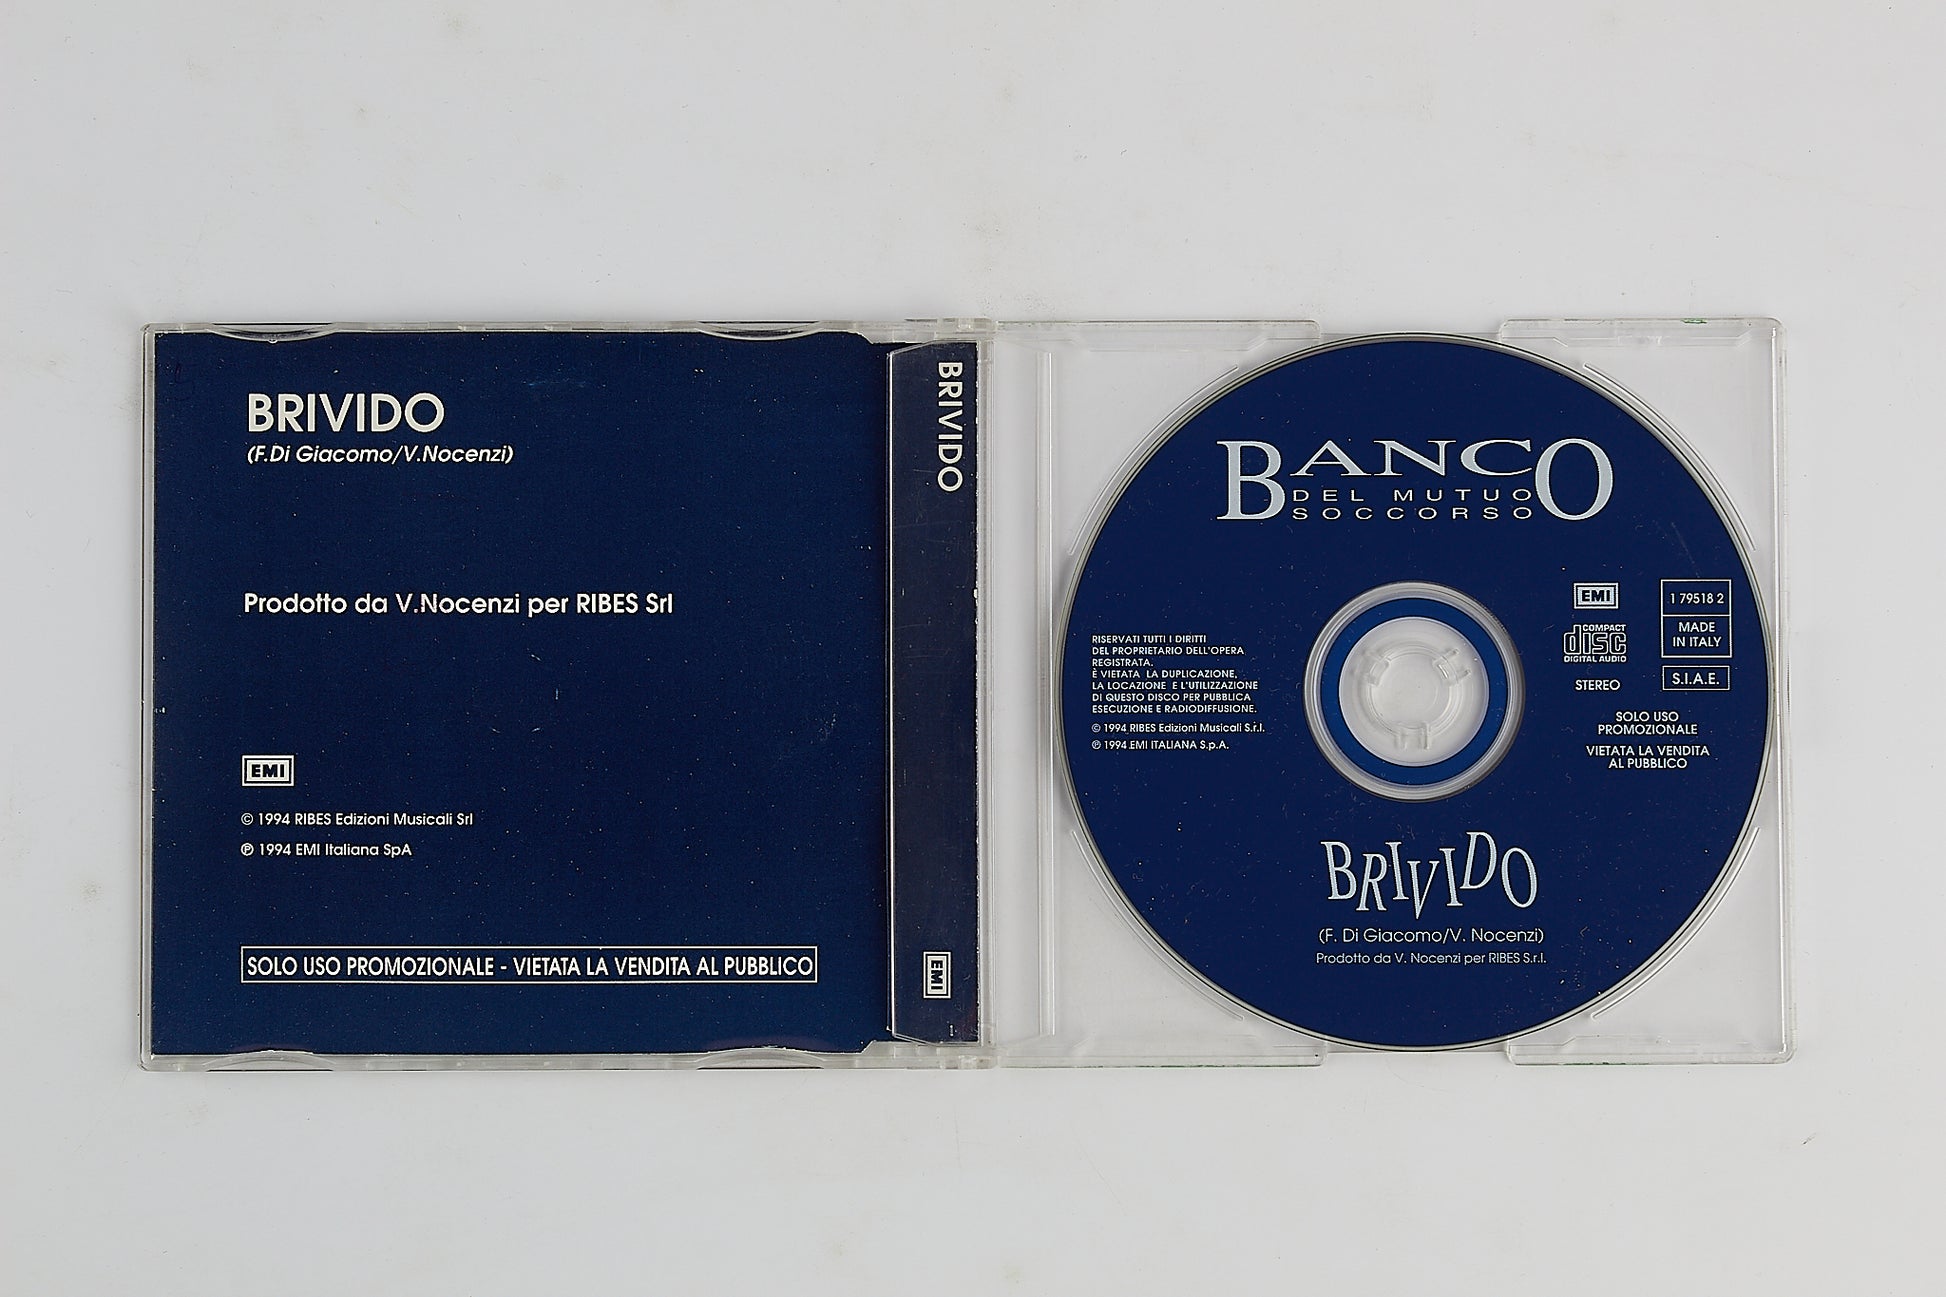 BRIVIDO
(F.Di Giacomo/V.Nocenzi)
Prodotto da V.Nocenzi per RIBES Srl
EMI
© 1994 RIBES Edizioni Musicali Srl
℗ 1994 EMI Italiana SpA
SOLO USO PROMOZIONALE - VIETATA LA VENDITA AL PUBBLICO
BRIVIDO
EMI
BANCO
DEL MUTUO
SOCCORSO
RISERVATI TUTTI I DIRITTI
DEL PROPRIETARIO DELL'OPERA
REGISTRATA.
È VIETATA LA DUPLICAZIONE,
LA LOCAZIONE E L'UTILIZZAZIONE
DI QUESTO DISCO PER PUBBLICA
ESECUZIONE E RADIODIFFUSIONE.
© 1994 RIBES Edizioni Musicali S.r.l.
℗ 1994 EMI ITALIANA S.p.A.
EMI
COMPACT
disc
DIGITAL AUDIO
STEREO
1 79518 2
MADE
IN ITALY
S.I.A.E.
SOLO USO
PROMOZIONALE
VIETATA LA VENDITA
AL PUBBLICO
BRIVIDO
(F. Di Giacomo/V. Nocenzi)
Prodotto da V. Nocenzi per RIBES S.r.l.